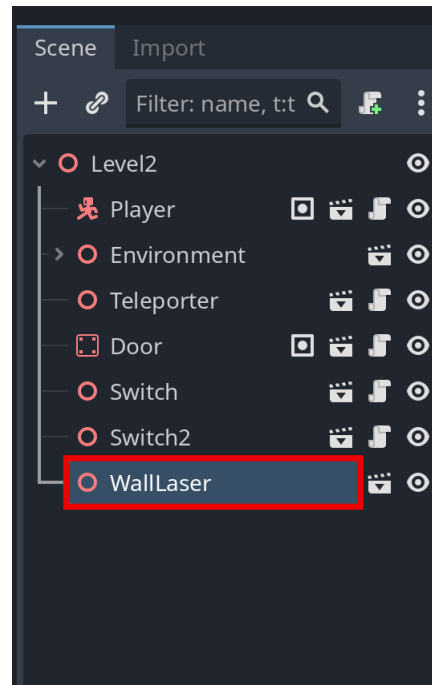 Scene Import
Filter: name, t:t
Level2
Player
Environment
Teleporter
Door
Switch
Switch2
WallLaser